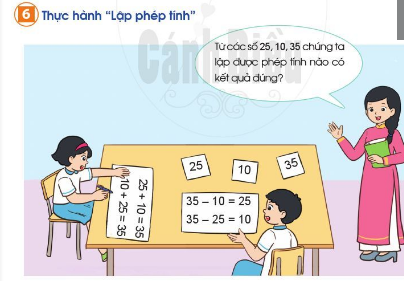 6 Thực hành "Lập phép tính"
Cánh Diều
Từ các số 25, 10, 35 chúng ta
lập được phép tính nào có
kết quả đúng?
25
10
35
25 + 10 = 35
10 + 25 = 35
35 – 10 = 25
35 – 25 = 10